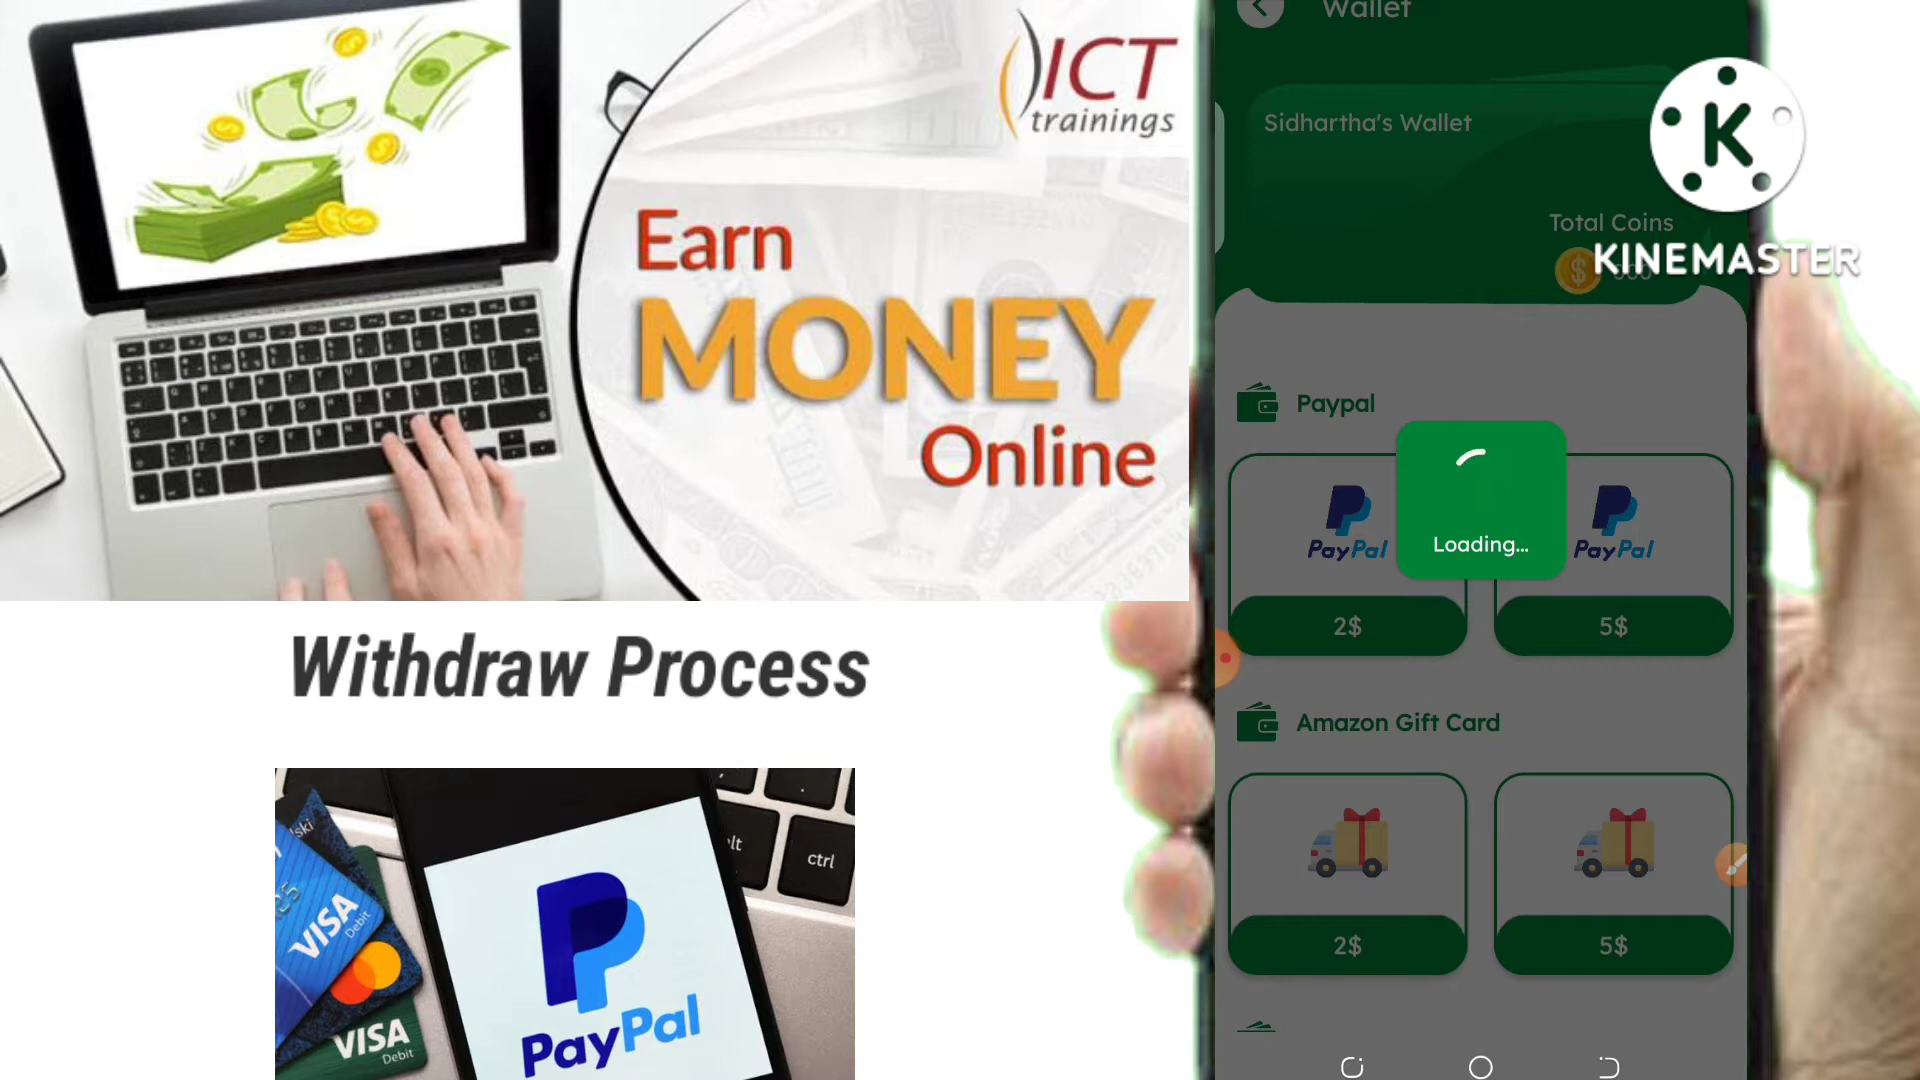 ICT
trainings
Earn
MONEY
Online
Withdraw Process
VISA
Debit
VISA
Debit
ctrl
PayPal
Wallet
Sidhartha's Wallet
Total Coins
KINEMASTER
Paypal
PayPal
PayPal
Loading...
2$
5$
Amazon Gift Card
2$
5$